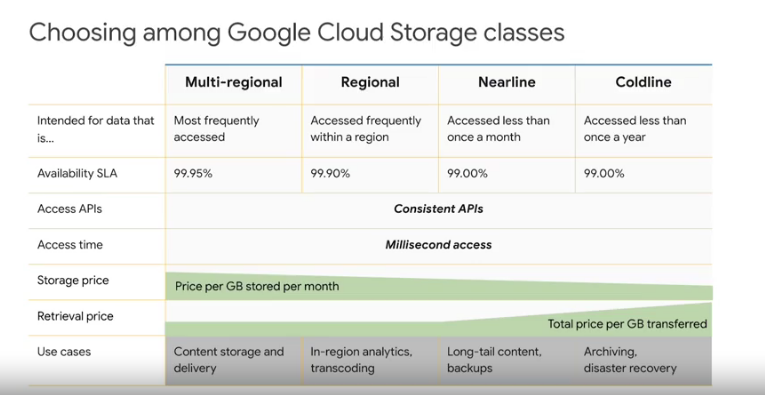 Choosing among Google Cloud Storage classes
Multi-regional Regional Nearline Coldline
Intended for data that
is...
Most frequently
accessed
Accessed frequently
within a region
Accessed less than
once a month
Accessed less than
once a year
Availability SLA 99.95% 99.90% 99.00% 99.00%
Access APIs Consistent APIs
Access time Millisecond access
Storage price Price per GB stored per month
Retrieval price Total price per GB transferred
Use cases
Content storage and
delivery
In-region analytics,
transcoding
Long-tail content,
backups
Archiving,
disaster recovery